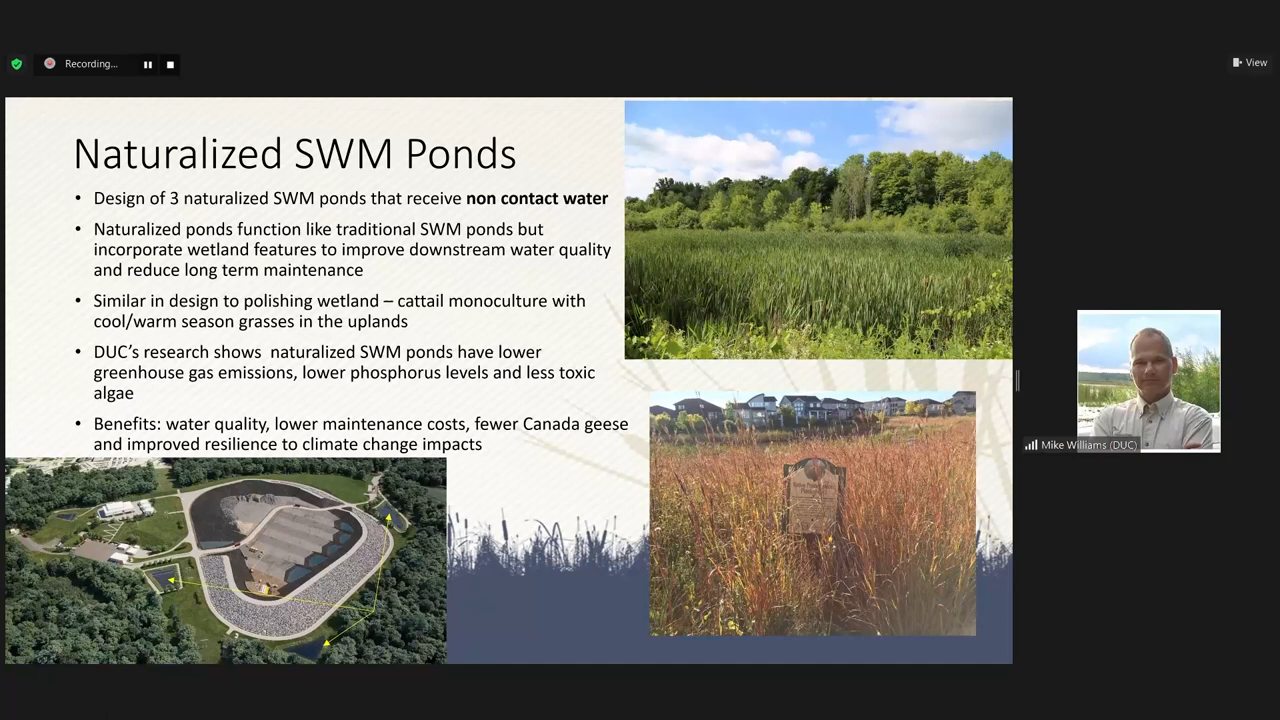 Recording...
View
Naturalized SWM Ponds
• Design of 3 naturalized SWM ponds that receive non contact water
• Naturalized ponds function like traditional SWM ponds but
incorporate wetland features to improve downstream water quality
and reduce long term maintenance
• Similar in design to polishing wetland – cattail monoculture with
cool/warm season grasses in the uplands
• DUC's research shows  naturalized SWM ponds have lower
greenhouse gas emissions, lower phosphorus levels and less toxic
algae
• Benefits: water quality, lower maintenance costs, fewer Canada geese
and improved resilience to climate change impacts
Mike Williams (DUC)